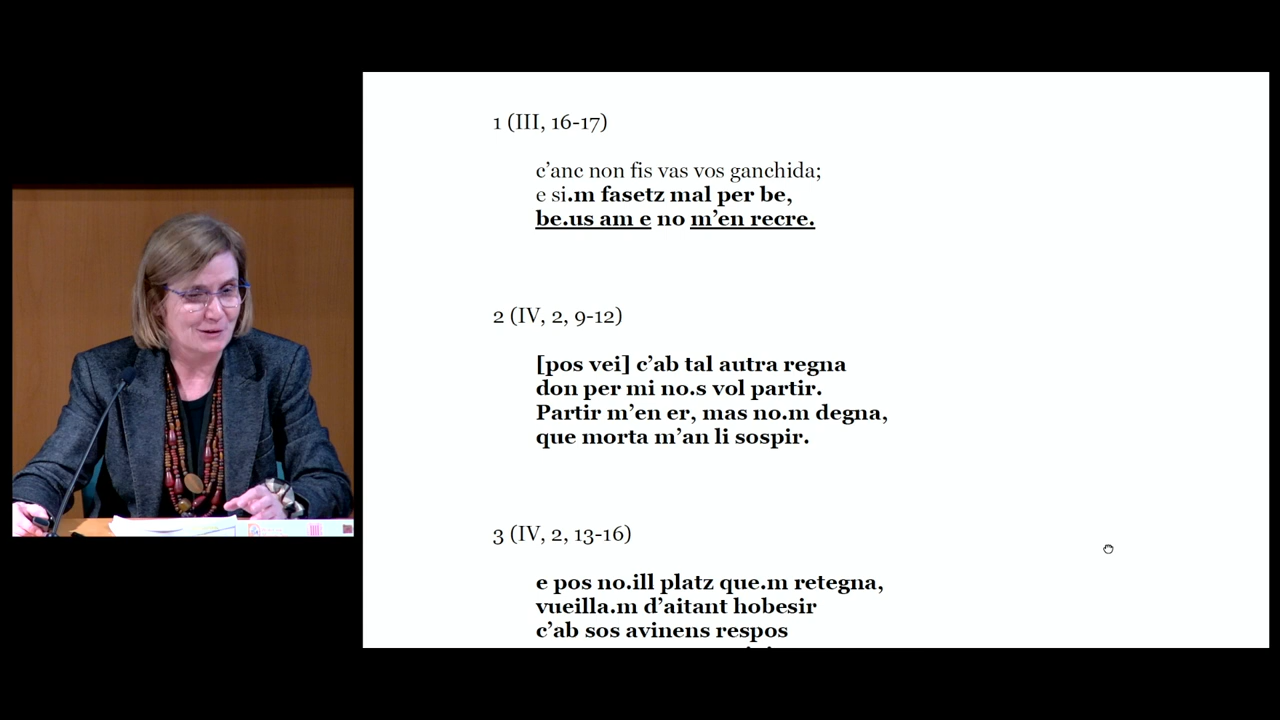 1 (III, 16-17)
c’anc non fis vas vos ganchida;
e si.m fasetz mal per be,
be.us am e no m’en recre.
2 (IV, 2, 9-12)
[pos vei] c’ab tal autra regna
don per mi no.s vol partir.
Partir m’en er, mas no.m degna,
que morta m’an li sospir.
3 (IV, 2, 13-16)
e pos no.ill platz que.m retegna,
vueilla.m d’aitant hobesir
c’ab sos avinens respos